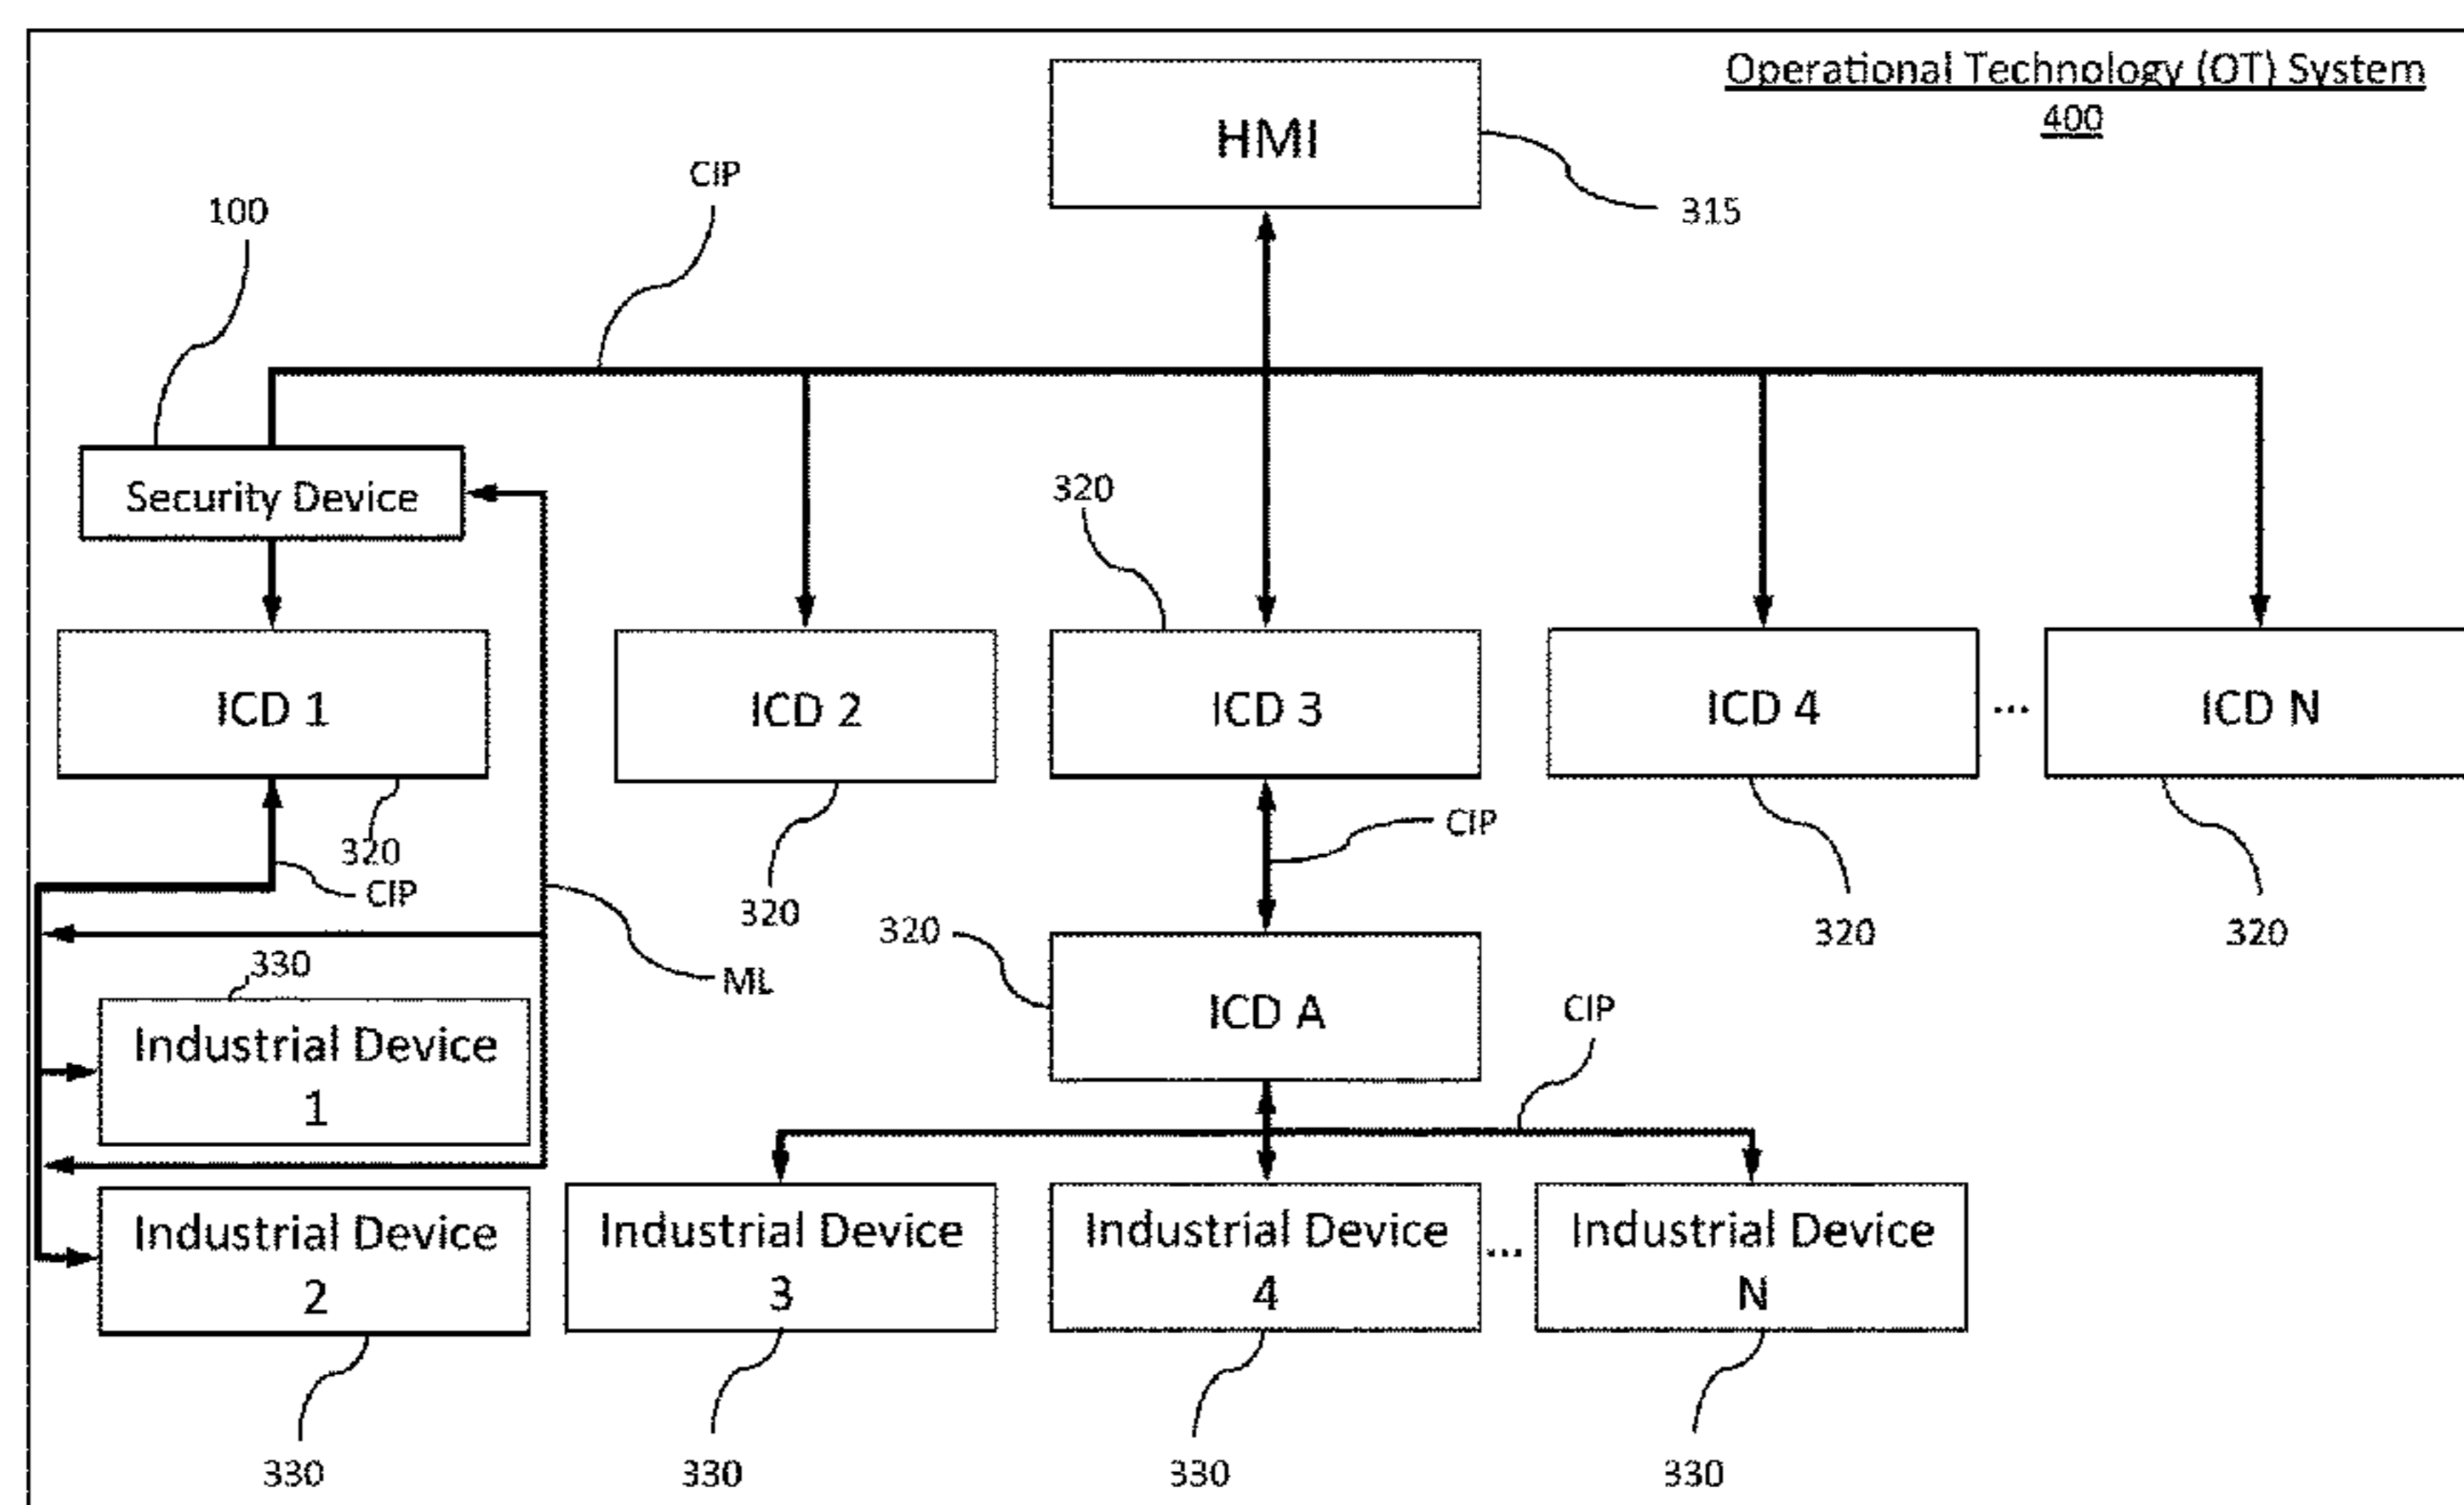 Operational Technology (OT) System
400
HMI
CIP
100
315
Security Device
320
ICD 1
ICD 2
ICD 3
ICD 4
...
ICD N
320
CIP
CIP
320
320
320
320
330
ML
ICD A
CIP
Industrial Device
1
Industrial Device
2
Industrial Device
3
Industrial Device
4
...
Industrial Device
N
330
330
330
330